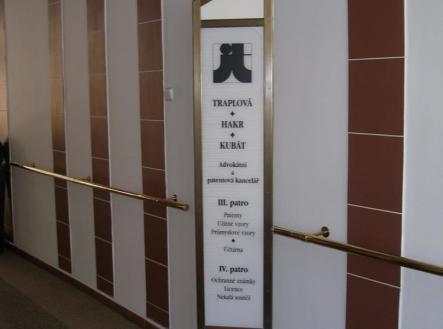 TRAPLOVÁ
✦
HAKR
✦
KUBÁT
Advokátní
a
patentová kancelář
III. patro
Patenty
Užitné vzory
Průmyslové vzory
✦
Účtárna
IV. patro
Ochranné známky
Licence
Nekalá soutěž